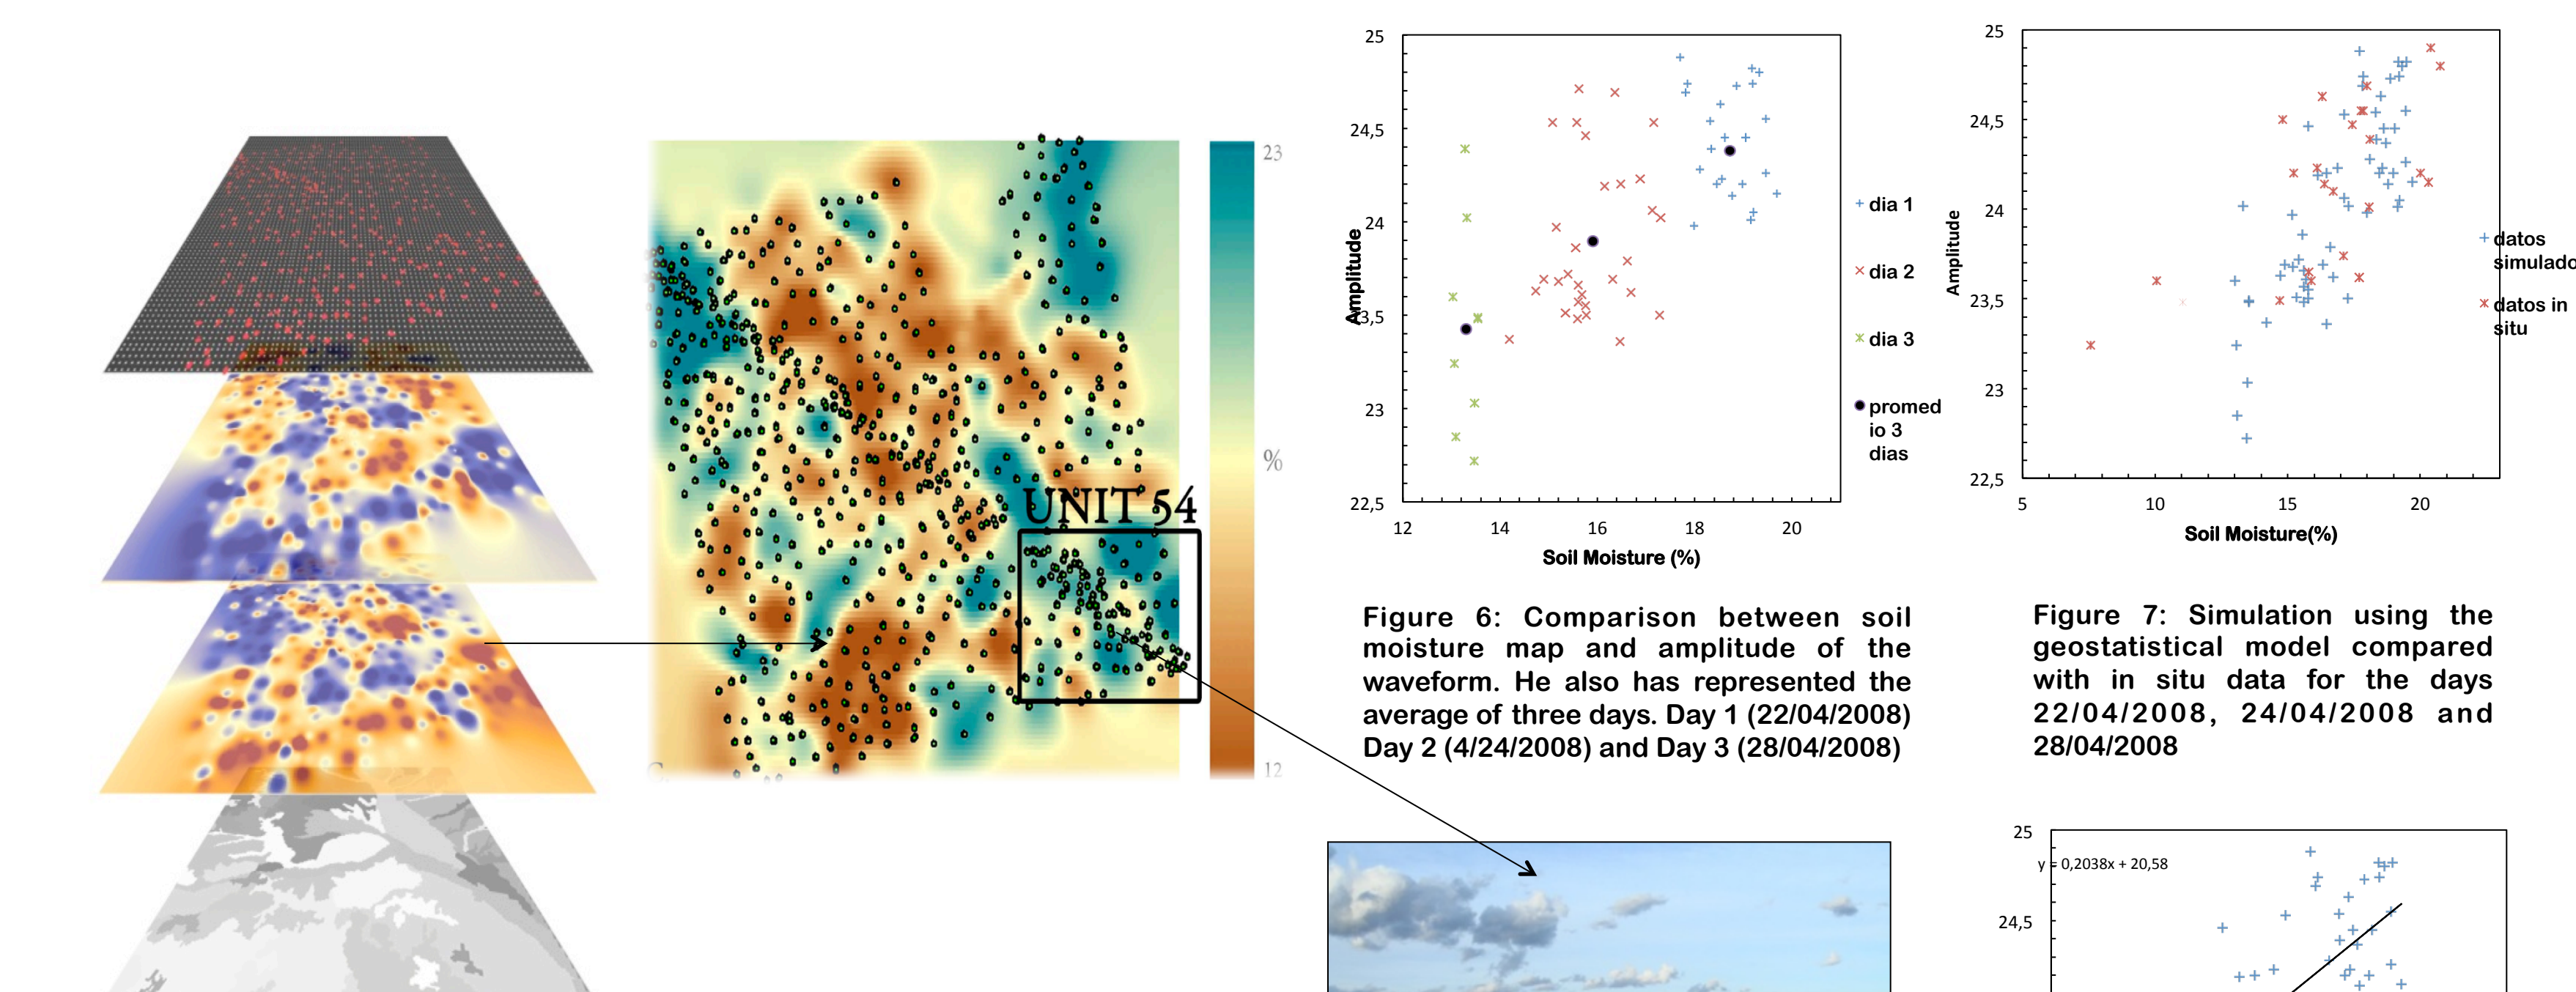 23
%
12
UNIT 54
25
24,5
24
23,5
23
22,5
12 14 16 18 20
Amplitude
Soil Moisture (%)
dia 1
dia 2
dia 3
promed
io 3
dias
25
24,5
24
23,5
23
22,5
5 10 15 20
Amplitude
Soil Moisture(%)
datos
simulado
datos in
situ
Figure 6: Comparison between soil
moisture map and amplitude of the
waveform. He also has represented the
average of three days. Day 1 (22/04/2008)
Day 2 (4/24/2008) and Day 3 (28/04/2008)
Figure 7: Simulation using the
geostatistical model compared
with in situ data for the days
22/04/2008, 24/04/2008 and
28/04/2008
25
y = 0,2038x + 20,58
24,5